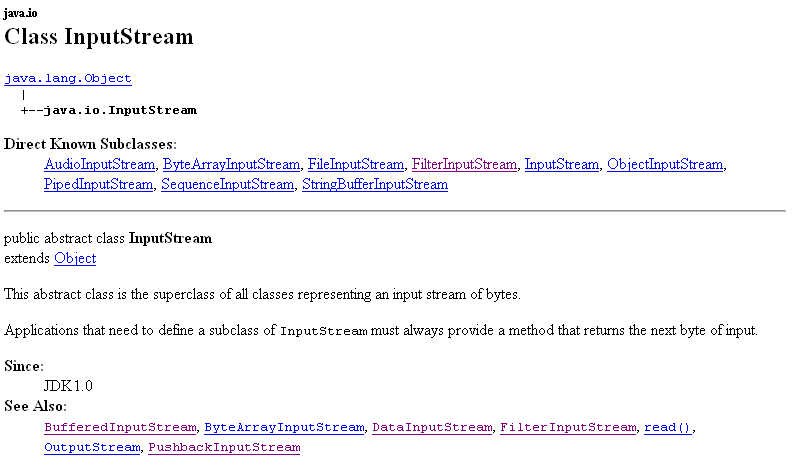 java.io
Class InputStream
java.lang.Object
|
+--java.io.InputStream
Direct Known Subclasses:
AudioInputStream, ByteArrayInputStream, FileInputStream, FilterInputStream, InputStream, ObjectInputStream,
PipedInputStream, SequenceInputStream, StringBufferInputStream
public abstract class InputStream
extends Object
This abstract class is the superclass of all classes representing an input stream of bytes.
Applications that need to define a subclass of InputStream must always provide a method that returns the next byte of input.
Since:
JDK1.0
See Also:
BufferedInputStream, ByteArrayInputStream, DataInputStream, FilterInputStream, read(),
OutputStream, PushbackInputStream